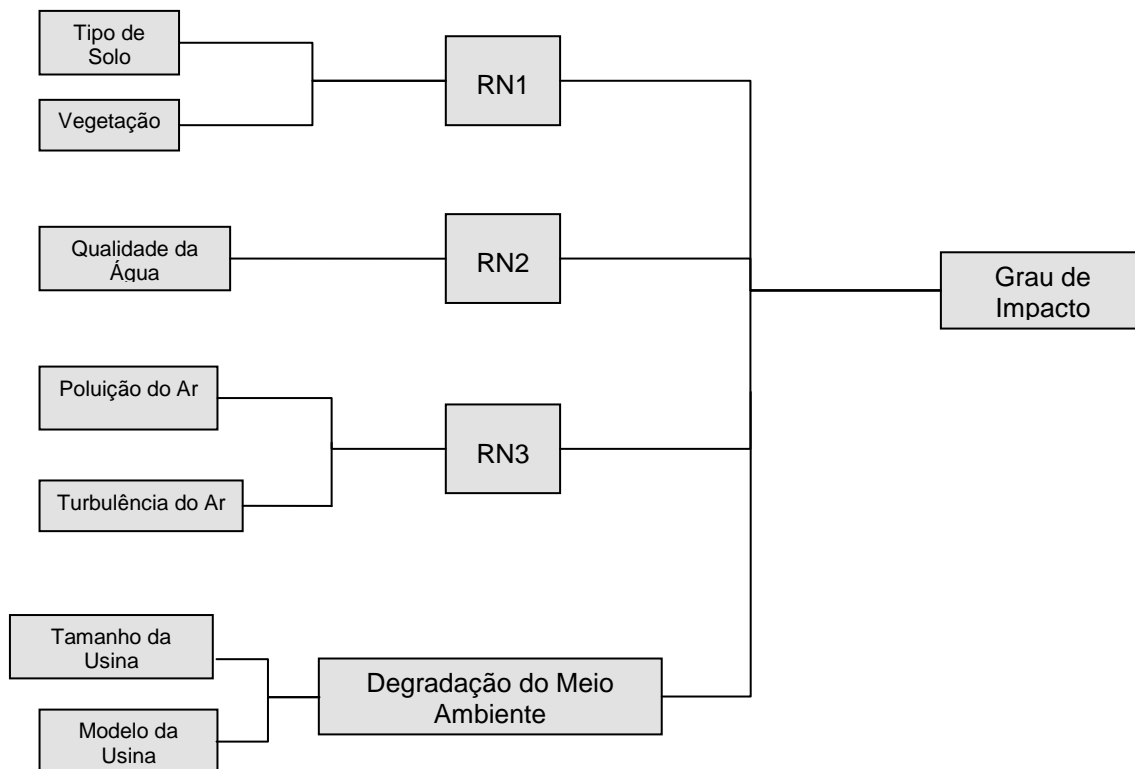 Tipo de
Solo
RN1
Vegetação
Qualidade da
Água
RN2
Grau de
Impacto
Poluição do Ar
RN3
Turbulência do Ar
Tamanho da
Usina
Degradação do Meio
Ambiente
Modelo da
Usina